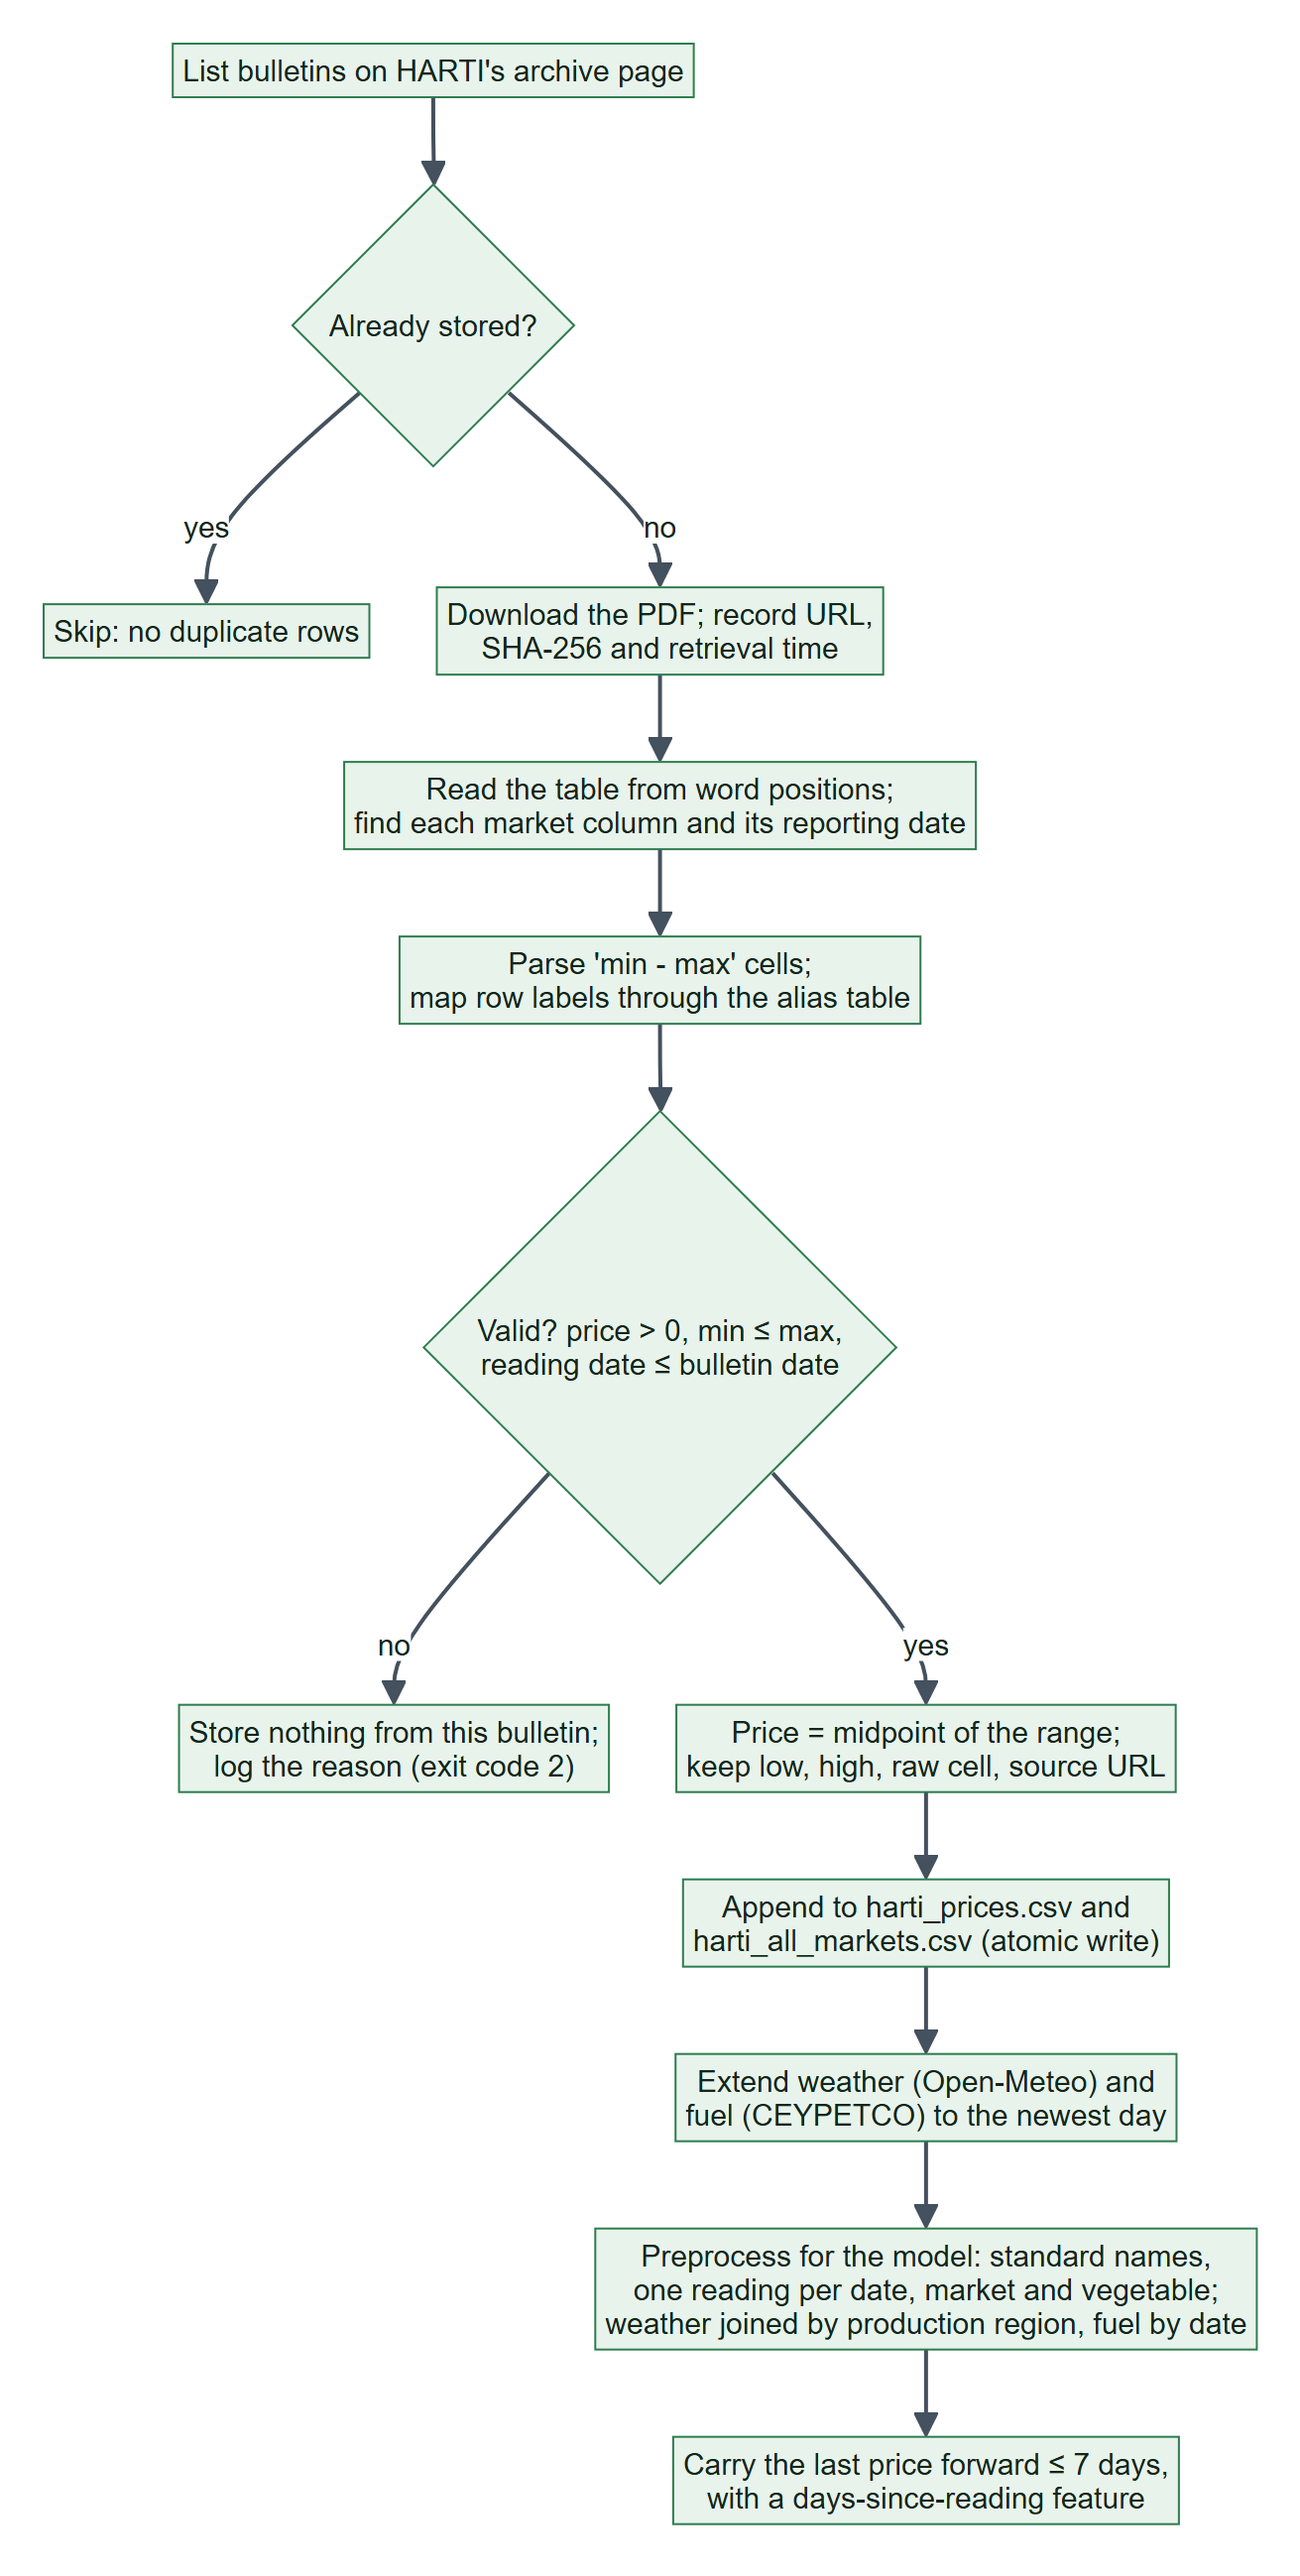 List bulletins on HARTI's archive page
Already stored?
yes
no
Skip: no duplicate rows
Download the PDF; record URL,
SHA-256 and retrieval time
Read the table from word positions;
find each market column and its reporting date
Parse 'min - max' cells;
map row labels through the alias table
Valid? price > 0, min ≤ max,
reading date ≤ bulletin date
no
yes
Store nothing from this bulletin;
log the reason (exit code 2)
Price = midpoint of the range;
keep low, high, raw cell, source URL
Append to harti_prices.csv and
harti_all_markets.csv (atomic write)
Extend weather (Open-Meteo) and
fuel (CEYPETCO) to the newest day
Preprocess for the model: standard names,
one reading per date, market and vegetable;
weather joined by production region, fuel by date
Carry the last price forward ≤ 7 days,
with a days-since-reading feature